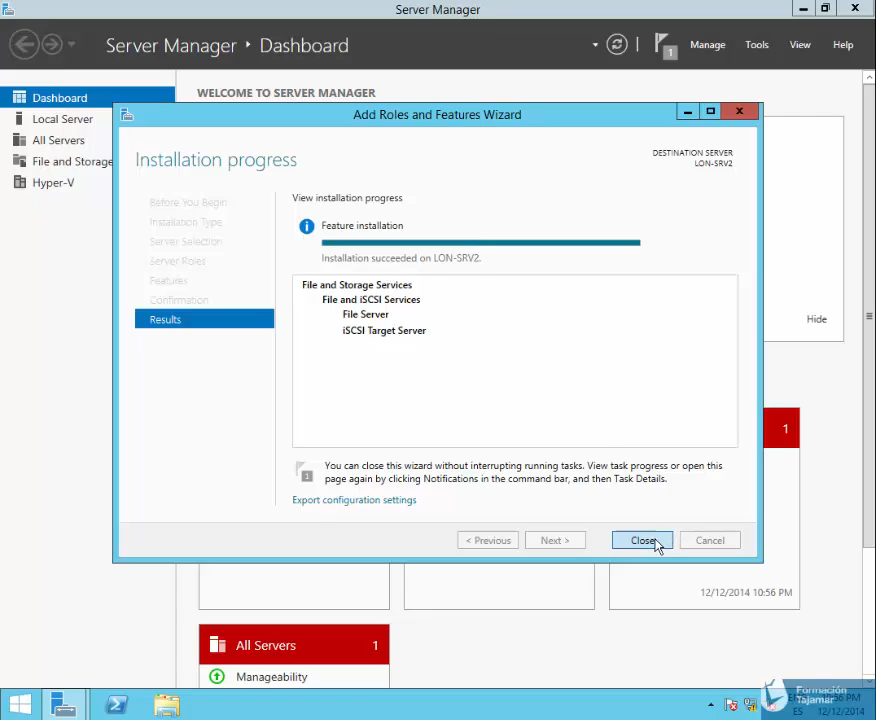 Server Manager
Server Manager ‣ Dashboard
1
Manage
Tools
View
Help
Dashboard
Local Server
All Servers
File and Storage
Hyper-V
WELCOME TO SERVER MANAGER
Add Roles and Features Wizard
Installation progress
DESTINATION SERVER
LON-SRV2
Before You Begin
Installation Type
Server Selection
Server Roles
Features
Confirmation
Results
View installation progress
Feature installation
Installation succeeded on LON-SRV2.
File and Storage Services
File and iSCSI Services
File Server
iSCSI Target Server
1
You can close this wizard without interrupting running tasks. View task progress or open this
page again by clicking Notifications in the command bar, and then Task Details.
Export configuration settings
< Previous
Next >
Close
Cancel
Hide
1
12/12/2014 10:56 PM
All Servers
1
Manageability
Formación
Tajamar
ES
12/12/2014